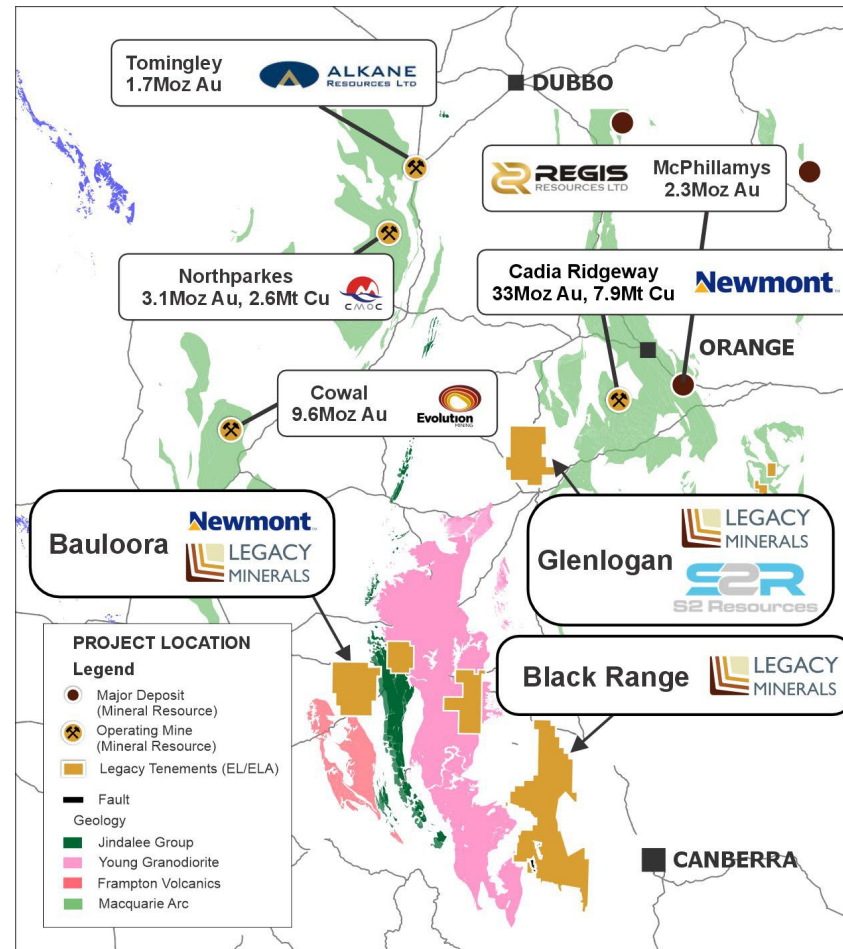 Tomingley
1.7Moz Au
ALKANE
RESOURCES LTD
DUBBO
REGIS
RESOURCES LTD
McPhillamys
2.3Moz Au
Northparkes
3.1Moz Au, 2.6Mt Cu
CMOC
Cadia Ridgeway
33Moz Au, 7.9Mt Cu
Newmont™
ORANGE
Cowal
9.6Moz Au
Evolution
MINING
Bauloora
Newmont™
LEGACY
MINERALS
Glenlogan
LEGACY
MINERALS
S2R
S2 Resources
Black Range
LEGACY
MINERALS
PROJECT LOCATION
Legend
Major Deposit
(Mineral Resource)
Operating Mine
(Mineral Resource)
Legacy Tenements (EL/ELA)
Fault
Geology
Jindalee Group
Young Granodiorite
Frampton Volcanics
Macquarie Arc
CANBERRA